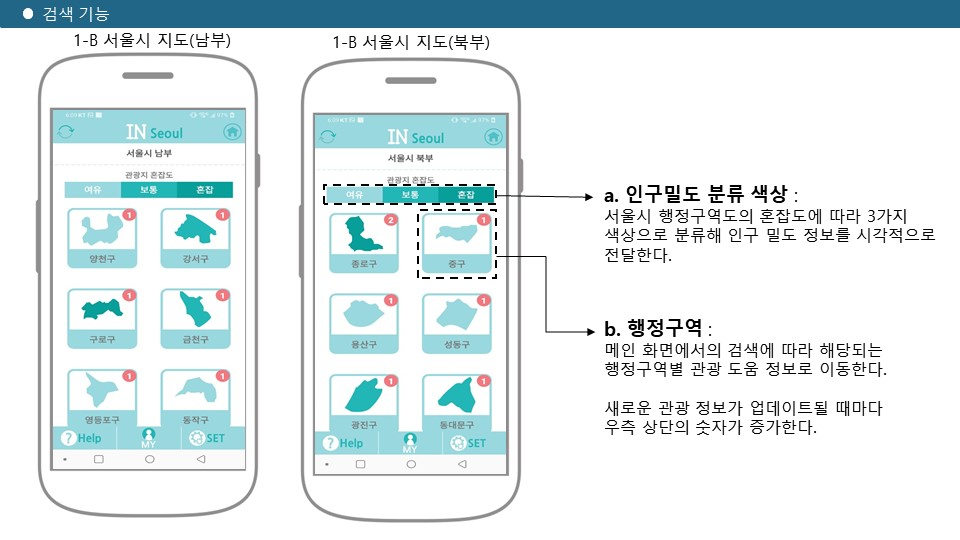 검색 기능
1-B 서울시 지도(남부)
IN Seoul
서울시 남부
관광지 혼잡도
여유 보통 혼잡
1 1
양천구 강서구
1 1
구로구 금천구
1 1
영등포구 동작구
? Help MY SET
1-B 서울시 지도(북부)
IN Seoul
서울시 북부
관광지 혼잡도
여유 보통 혼잡
2 1
종로구 중구
1 1
용산구 성동구
1 1
광진구 동대문구
? Help MY SET
a. 인구밀도 분류 색상 :
서울시 행정구역도의 혼잡도에 따라 3가지
색상으로 분류해 인구 밀도 정보를 시각적으로
전달한다.
b. 행정구역 :
메인 화면에서의 검색에 따라 해당되는
행정구역별 관광 도움 정보로 이동한다.
새로운 관광 정보가 업데이트될 때마다
우측 상단의 숫자가 증가한다.